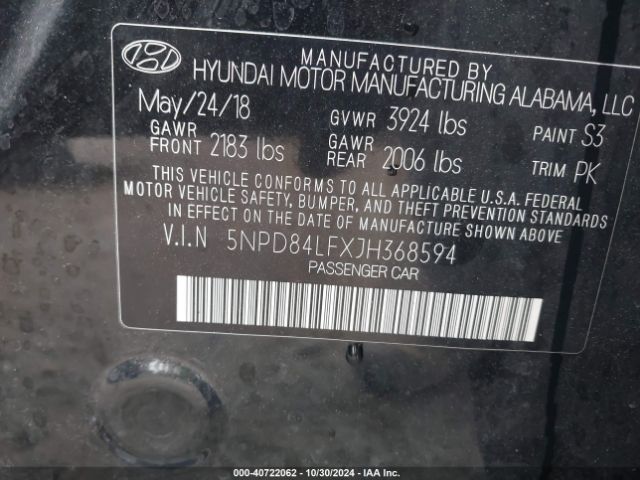 MANUFACTURED BY
HYUNDAI MOTOR MANUFACTURING ALABAMA, LLC
May/24/18 GVWR 3924 lbs PAINT S3
GAWR FRONT 2183 lbs GAWR REAR 2006 lbs TRIM PK
THIS VEHICLE CONFORMS TO ALL APPLICABLE U.S.A. FEDERAL
MOTOR VEHICLE SAFETY, BUMPER, AND THEFT PREVENTION STANDARDS
IN EFFECT ON THE DATE OF MANUFACTURE SHOWN ABOVE.
V.I.N 5NPD84LFXJH368594
PASSENGER CAR
000-40722062 - 10/30/2024 - IAA Inc.